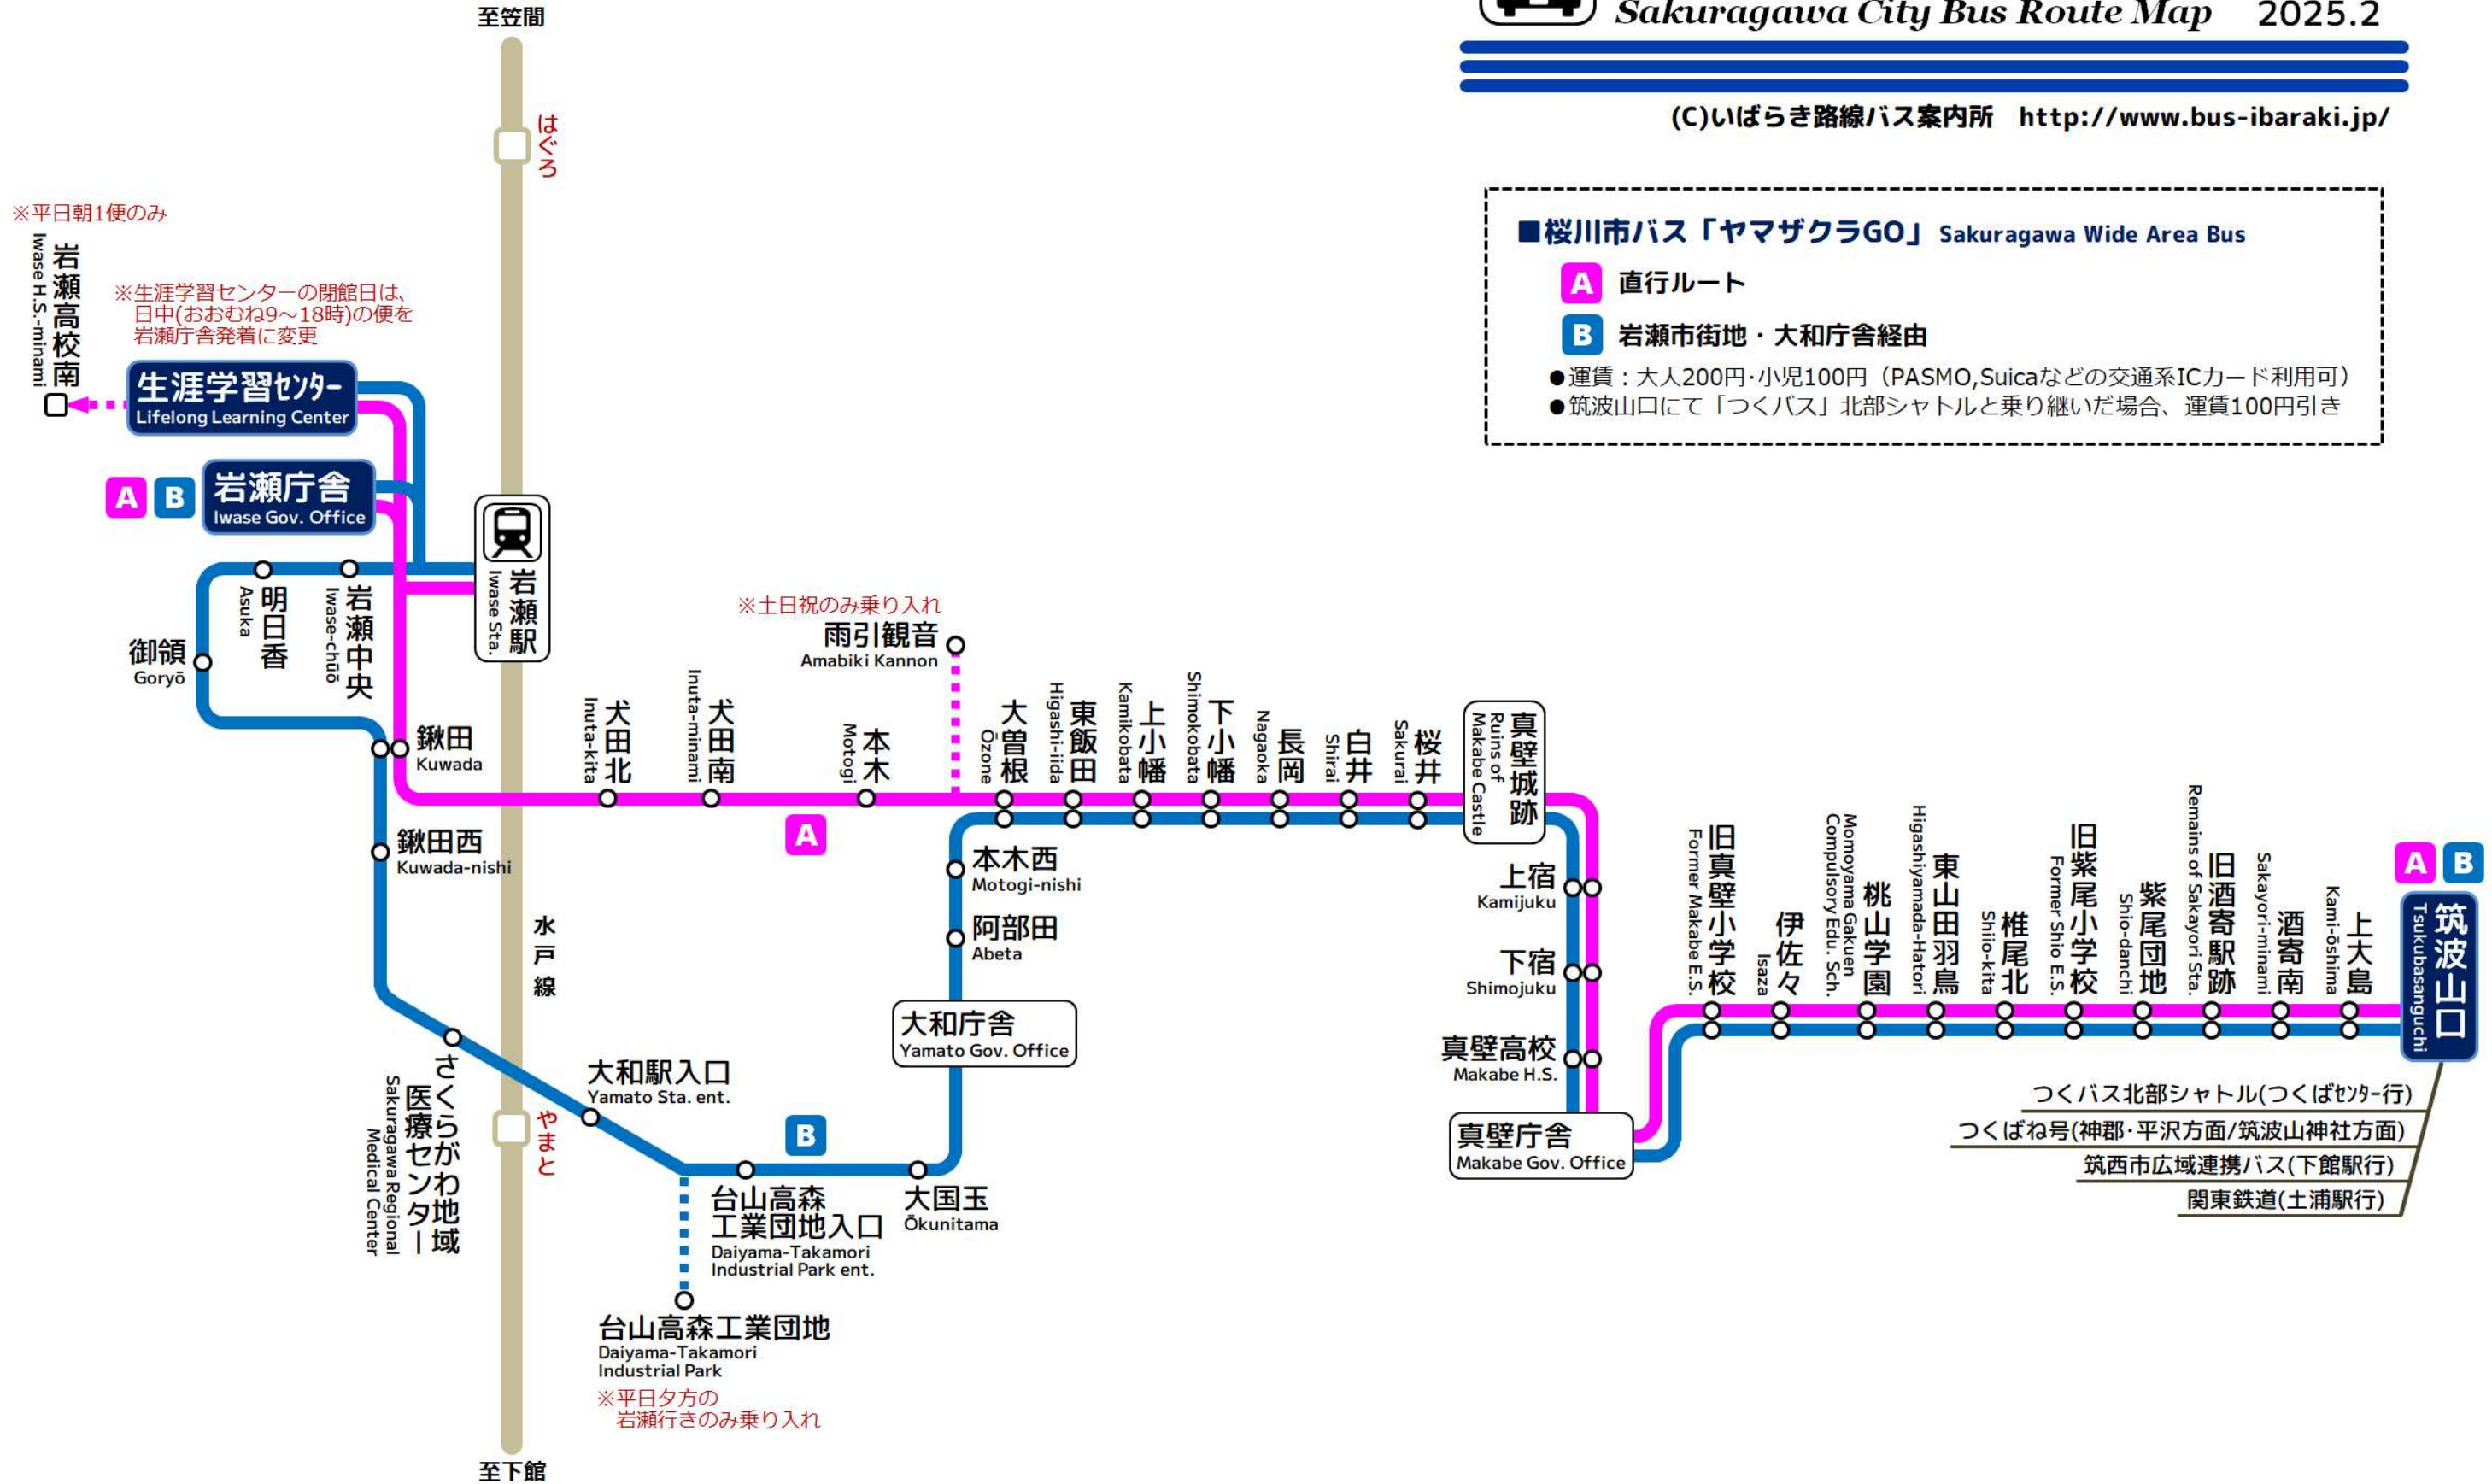 Sakuragawa City Bus Route Map 2025.2
(C)いばらき路線バス案内所 http://www.bus-ibaraki.jp/
■桜川市バス「ヤマザクラGO」 Sakuragawa Wide Area Bus
A 直行ルート
B 岩瀬市街地・大和庁舎経由
●運賃：大人200円･小児100円（PASMO,Suicaなどの交通系ICカード利用可）
●筑波山口にて「つくバス」北部シャトルと乗り継いだ場合、運賃100円引き
至笠間
はぐろ
※平日朝1便のみ
岩瀬高校南
Iwase H.S.-minami
※生涯学習センターの閉館日は、
日中(おおむね9～18時)の便を
岩瀬庁舎発着に変更
生涯学習ｾﾝﾀｰ
Lifelong Learning Center
A B
岩瀬庁舎
Iwase Gov. Office
岩瀬駅
Iwase Sta.
岩瀬中央
Iwase-chūō
明日香
Asuka
御領
Goryō
鍬田
Kuwada
鍬田西
Kuwada-nishi
水戸線
さくらがわ地域
医療センター
Sakuragawa Regional
Medical Center
やまと
至下館
大和駅入口
Yamato Sta. ent.
B
台山高森
工業団地入口
Daiyama-Takamori
Industrial Park ent.
台山高森工業団地
Daiyama-Takamori
Industrial Park
※平日夕方の
岩瀬行きのみ乗り入れ
大国玉
Ōkunitama
大和庁舎
Yamato Gov. Office
阿部田
Abeta
本木西
Motogi-nishi
犬田北
Inuta-kita
犬田南
Inuta-minami
A
本木
Motogi
※土日祝のみ乗り入れ
雨引観音
Amabiki Kannon
大曽根
Ōzone
東飯田
Higashi-iida
上小幡
Kamikobata
下小幡
Shimokobata
長岡
Nagaoka
白井
Shirai
桜井
Sakurai
真壁城跡
Ruins of
Makabe Castle
上宿
Kamijuku
下宿
Shimojuku
真壁高校
Makabe H.S.
真壁庁舎
Makabe Gov. Office
旧真壁小学校
Former Makabe E.S.
伊佐々
Isaza
桃山学園
Momoyama Gakuen
Compulsory Edu. Sch.
東山田羽鳥
Higashiyamada-Hatori
椎尾北
Shiio-kita
旧紫尾小学校
Former Shio E.S.
紫尾団地
Shio-danchi
旧酒寄駅跡
Remains of Sakayori Sta.
酒寄南
Sakayori-minami
上大島
Kami-ōshima
A B
筑波山口
Tsukubasanguchi
つくバス北部シャトル(つくばｾﾝﾀｰ行)
つくばね号(神郡･平沢方面/筑波山神社方面)
筑西市広域連携バス(下館駅行)
関東鉄道(土浦駅行)